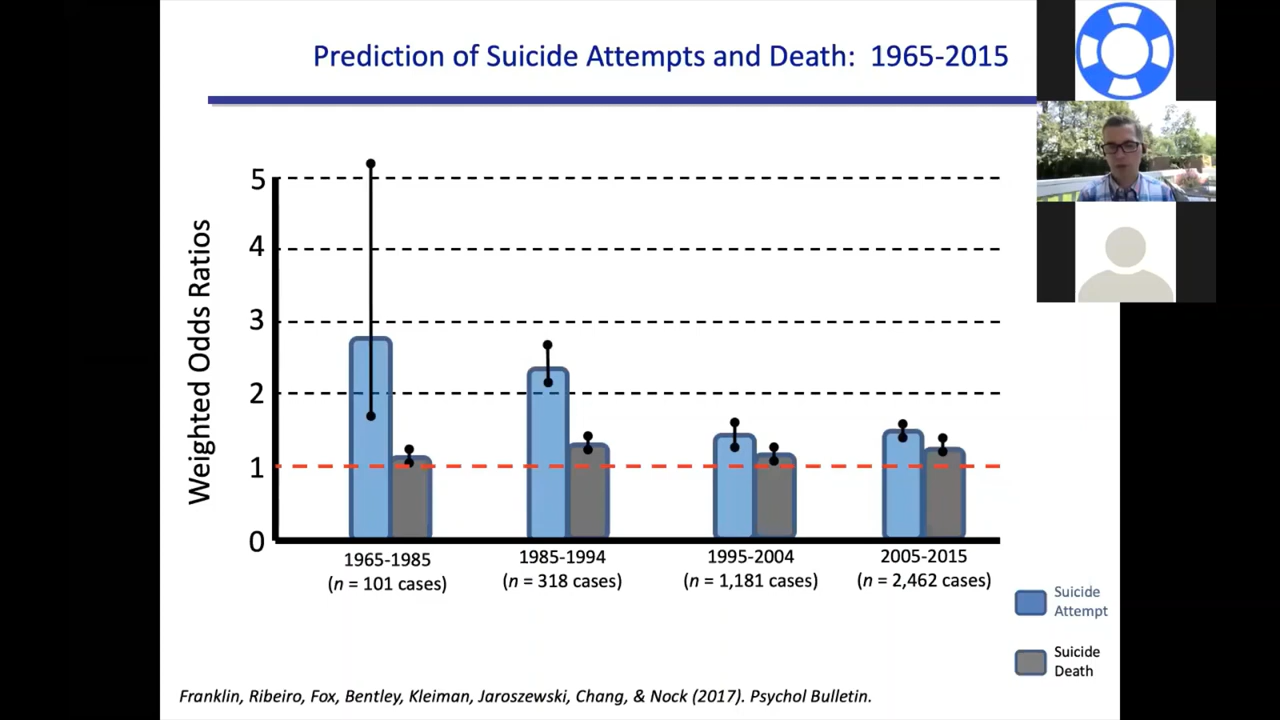 Prediction of Suicide Attempts and Death: 1965-2015
Weighted Odds Ratios
5
4
3
2
1
0
1965-1985
(n = 101 cases)
1985-1994
(n = 318 cases)
1995-2004
(n = 1,181 cases)
2005-2015
(n = 2,462 cases)
Suicide
Attempt
Suicide
Death
Franklin, Ribeiro, Fox, Bentley, Kleiman, Jaroszewski, Chang, & Nock (2017). Psychol Bulletin.